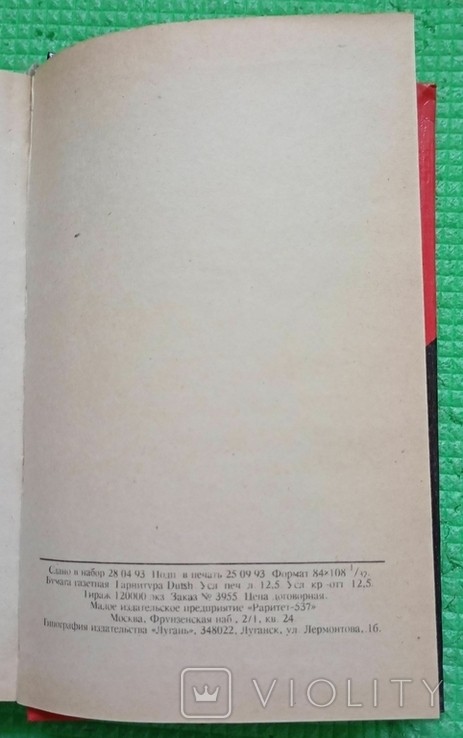 Сдано в набор 28 04 93 Подп в печать 25 09 93 Формат 84×108 1/32.
Бумага газетная Гарнитура Dutsh Усл печ л 12,5 Усл кр -отт 12,5.
Тираж 120000 экз Заказ № 3955. Цена договорная.
Малое издательское предприятие «Раритет-537»
Москва, Фрунзенская наб , 2/1, кв. 24
Типография издательства «Лугань», 348022, Луганск, ул Лермонтова, 1б.
VIOLITY